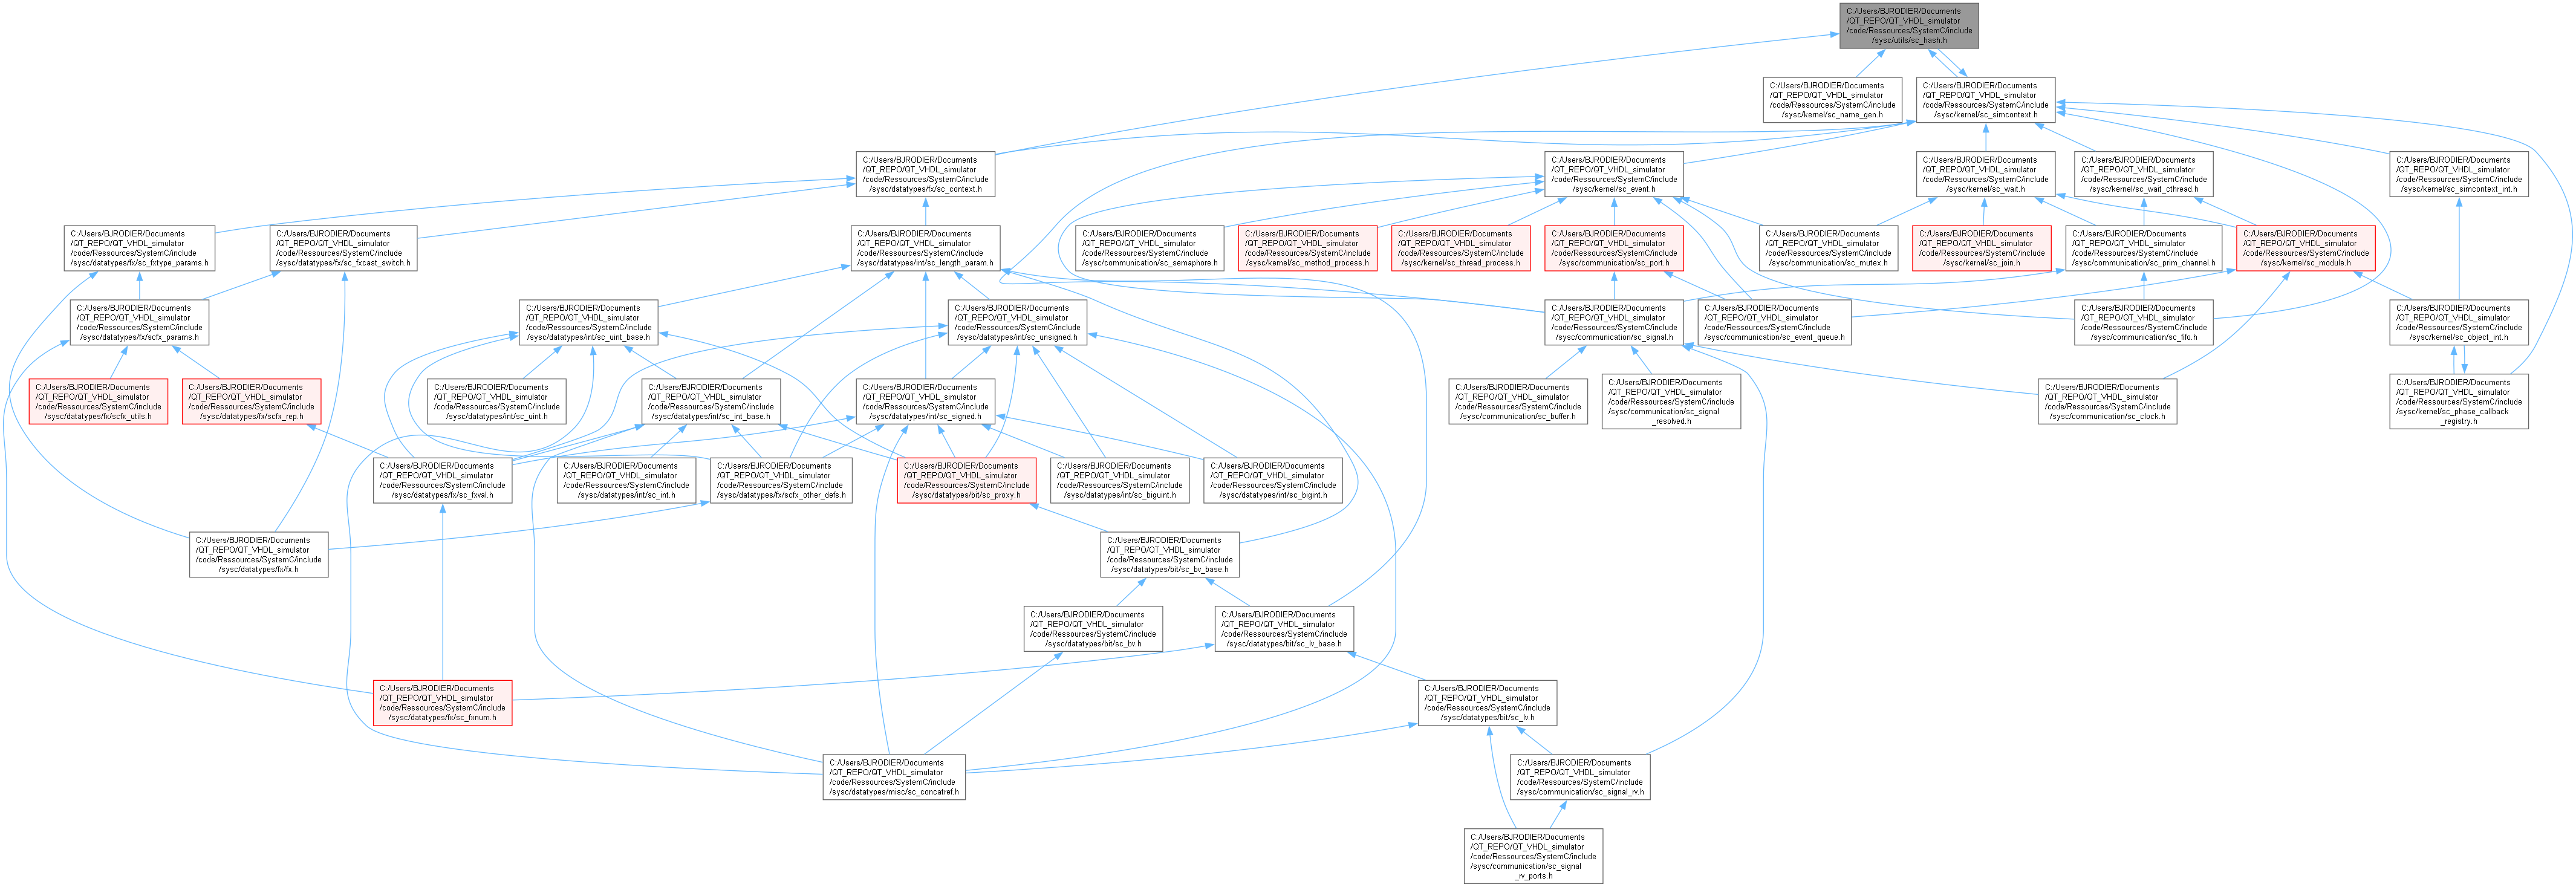 C:/Users/BJRODIER/Documents
/QT_REPO/QT_VHDL_simulator
/code/Ressources/SystemC/include
/sysc/utils/sc_hash.h
C:/Users/BJRODIER/Documents
/QT_REPO/QT_VHDL_simulator
/code/Ressources/SystemC/include
/sysc/kernel/sc_name_gen.h
C:/Users/BJRODIER/Documents
/QT_REPO/QT_VHDL_simulator
/code/Ressources/SystemC/include
/sysc/kernel/sc_simcontext.h
C:/Users/BJRODIER/Documents
/QT_REPO/QT_VHDL_simulator
/code/Ressources/SystemC/include
/sysc/datatypes/fx/sc_context.h
C:/Users/BJRODIER/Documents
/QT_REPO/QT_VHDL_simulator
/code/Ressources/SystemC/include
/sysc/kernel/sc_event.h
C:/Users/BJRODIER/Documents
/QT_REPO/QT_VHDL_simulator
/code/Ressources/SystemC/include
/sysc/kernel/sc_wait.h
C:/Users/BJRODIER/Documents
/QT_REPO/QT_VHDL_simulator
/code/Ressources/SystemC/include
/sysc/kernel/sc_wait_cthread.h
C:/Users/BJRODIER/Documents
/QT_REPO/QT_VHDL_simulator
/code/Ressources/SystemC/include
/sysc/kernel/sc_simcontext_int.h
C:/Users/BJRODIER/Documents
/QT_REPO/QT_VHDL_simulator
/code/Ressources/SystemC/include
/sysc/datatypes/fx/sc_fxtype_params.h
C:/Users/BJRODIER/Documents
/QT_REPO/QT_VHDL_simulator
/code/Ressources/SystemC/include
/sysc/datatypes/fx/sc_fxcast_switch.h
C:/Users/BJRODIER/Documents
/QT_REPO/QT_VHDL_simulator
/code/Ressources/SystemC/include
/sysc/datatypes/int/sc_length_param.h
C:/Users/BJRODIER/Documents
/QT_REPO/QT_VHDL_simulator
/code/Ressources/SystemC/include
/sysc/communication/sc_semaphore.h
C:/Users/BJRODIER/Documents
/QT_REPO/QT_VHDL_simulator
/code/Ressources/SystemC/include
/sysc/kernel/sc_method_process.h
C:/Users/BJRODIER/Documents
/QT_REPO/QT_VHDL_simulator
/code/Ressources/SystemC/include
/sysc/kernel/sc_thread_process.h
C:/Users/BJRODIER/Documents
/QT_REPO/QT_VHDL_simulator
/code/Ressources/SystemC/include
/sysc/communication/sc_port.h
C:/Users/BJRODIER/Documents
/QT_REPO/QT_VHDL_simulator
/code/Ressources/SystemC/include
/sysc/communication/sc_mutex.h
C:/Users/BJRODIER/Documents
/QT_REPO/QT_VHDL_simulator
/code/Ressources/SystemC/include
/sysc/kernel/sc_join.h
C:/Users/BJRODIER/Documents
/QT_REPO/QT_VHDL_simulator
/code/Ressources/SystemC/include
/sysc/communication/sc_prim_channel.h
C:/Users/BJRODIER/Documents
/QT_REPO/QT_VHDL_simulator
/code/Ressources/SystemC/include
/sysc/kernel/sc_module.h
C:/Users/BJRODIER/Documents
/QT_REPO/QT_VHDL_simulator
/code/Ressources/SystemC/include
/sysc/datatypes/fx/scfx_params.h
C:/Users/BJRODIER/Documents
/QT_REPO/QT_VHDL_simulator
/code/Ressources/SystemC/include
/sysc/datatypes/int/sc_uint_base.h
C:/Users/BJRODIER/Documents
/QT_REPO/QT_VHDL_simulator
/code/Ressources/SystemC/include
/sysc/datatypes/int/sc_unsigned.h
C:/Users/BJRODIER/Documents
/QT_REPO/QT_VHDL_simulator
/code/Ressources/SystemC/include
/sysc/communication/sc_signal.h
C:/Users/BJRODIER/Documents
/QT_REPO/QT_VHDL_simulator
/code/Ressources/SystemC/include
/sysc/communication/sc_event_queue.h
C:/Users/BJRODIER/Documents
/QT_REPO/QT_VHDL_simulator
/code/Ressources/SystemC/include
/sysc/communication/sc_fifo.h
C:/Users/BJRODIER/Documents
/QT_REPO/QT_VHDL_simulator
/code/Ressources/SystemC/include
/sysc/kernel/sc_object_int.h
C:/Users/BJRODIER/Documents
/QT_REPO/QT_VHDL_simulator
/code/Ressources/SystemC/include
/sysc/datatypes/fx/scfx_utils.h
C:/Users/BJRODIER/Documents
/QT_REPO/QT_VHDL_simulator
/code/Ressources/SystemC/include
/sysc/datatypes/fx/scfx_rep.h
C:/Users/BJRODIER/Documents
/QT_REPO/QT_VHDL_simulator
/code/Ressources/SystemC/include
/sysc/datatypes/int/sc_uint.h
C:/Users/BJRODIER/Documents
/QT_REPO/QT_VHDL_simulator
/code/Ressources/SystemC/include
/sysc/datatypes/int/sc_int_base.h
C:/Users/BJRODIER/Documents
/QT_REPO/QT_VHDL_simulator
/code/Ressources/SystemC/include
/sysc/datatypes/int/sc_signed.h
C:/Users/BJRODIER/Documents
/QT_REPO/QT_VHDL_simulator
/code/Ressources/SystemC/include
/sysc/communication/sc_buffer.h
C:/Users/BJRODIER/Documents
/QT_REPO/QT_VHDL_simulator
/code/Ressources/SystemC/include
/sysc/communication/sc_signal
_resolved.h
C:/Users/BJRODIER/Documents
/QT_REPO/QT_VHDL_simulator
/code/Ressources/SystemC/include
/sysc/communication/sc_clock.h
C:/Users/BJRODIER/Documents
/QT_REPO/QT_VHDL_simulator
/code/Ressources/SystemC/include
/sysc/kernel/sc_phase_callback
_registry.h
C:/Users/BJRODIER/Documents
/QT_REPO/QT_VHDL_simulator
/code/Ressources/SystemC/include
/sysc/datatypes/fx/sc_fxval.h
C:/Users/BJRODIER/Documents
/QT_REPO/QT_VHDL_simulator
/code/Ressources/SystemC/include
/sysc/datatypes/int/sc_int.h
C:/Users/BJRODIER/Documents
/QT_REPO/QT_VHDL_simulator
/code/Ressources/SystemC/include
/sysc/datatypes/fx/scfx_other_defs.h
C:/Users/BJRODIER/Documents
/QT_REPO/QT_VHDL_simulator
/code/Ressources/SystemC/include
/sysc/datatypes/bit/sc_proxy.h
C:/Users/BJRODIER/Documents
/QT_REPO/QT_VHDL_simulator
/code/Ressources/SystemC/include
/sysc/datatypes/int/sc_biguint.h
C:/Users/BJRODIER/Documents
/QT_REPO/QT_VHDL_simulator
/code/Ressources/SystemC/include
/sysc/datatypes/int/sc_bigint.h
C:/Users/BJRODIER/Documents
/QT_REPO/QT_VHDL_simulator
/code/Ressources/SystemC/include
/sysc/datatypes/fx/fx.h
C:/Users/BJRODIER/Documents
/QT_REPO/QT_VHDL_simulator
/code/Ressources/SystemC/include
/sysc/datatypes/bit/sc_bv_base.h
C:/Users/BJRODIER/Documents
/QT_REPO/QT_VHDL_simulator
/code/Ressources/SystemC/include
/sysc/datatypes/bit/sc_bv.h
C:/Users/BJRODIER/Documents
/QT_REPO/QT_VHDL_simulator
/code/Ressources/SystemC/include
/sysc/datatypes/bit/sc_lv_base.h
C:/Users/BJRODIER/Documents
/QT_REPO/QT_VHDL_simulator
/code/Ressources/SystemC/include
/sysc/datatypes/fx/sc_fxnum.h
C:/Users/BJRODIER/Documents
/QT_REPO/QT_VHDL_simulator
/code/Ressources/SystemC/include
/sysc/datatypes/bit/sc_lv.h
C:/Users/BJRODIER/Documents
/QT_REPO/QT_VHDL_simulator
/code/Ressources/SystemC/include
/sysc/datatypes/misc/sc_concatref.h
C:/Users/BJRODIER/Documents
/QT_REPO/QT_VHDL_simulator
/code/Ressources/SystemC/include
/sysc/communication/sc_signal_rv.h
C:/Users/BJRODIER/Documents
/QT_REPO/QT_VHDL_simulator
/code/Ressources/SystemC/include
/sysc/communication/sc_signal
_rv_ports.h